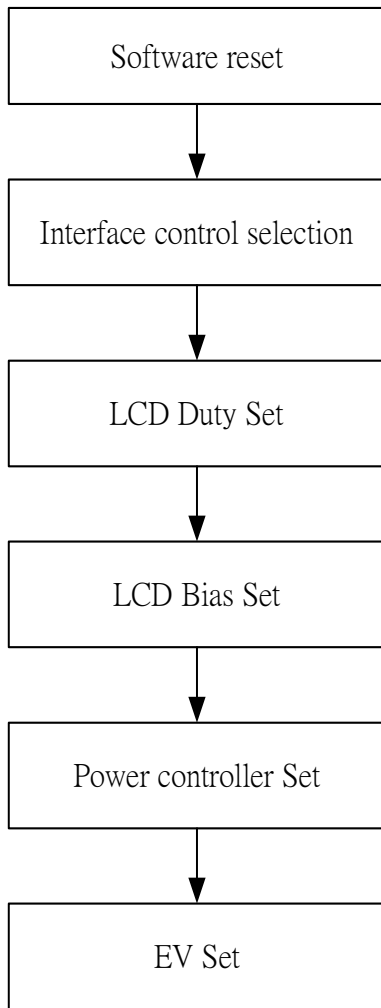 Software reset
Interface control selection
LCD Duty Set
LCD Bias Set
Power controller Set
EV Set